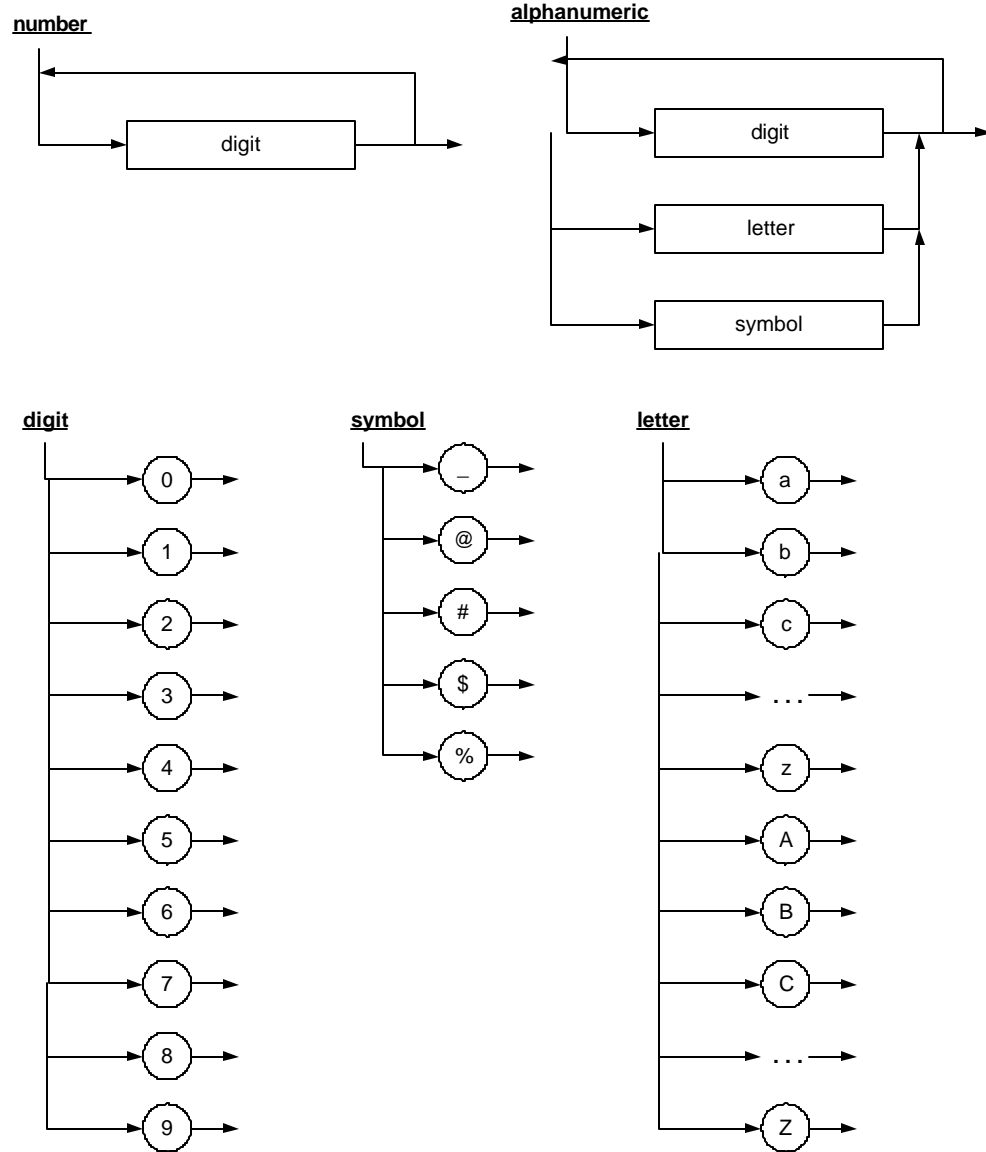 number
digit
alphanumeric
digit
letter
symbol
digit
0
1
2
3
4
5
6
7
8
9
symbol
_
@
#
$
%
letter
a
b
c
. . .
z
A
B
C
. . .
Z